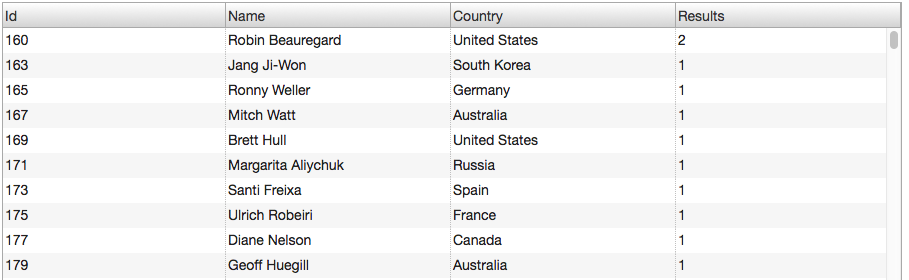 Id Name Country Results
160 Robin Beauregard United States 2
163 Jang Ji-Won South Korea 1
165 Ronny Weller Germany 1
167 Mitch Watt Australia 1
169 Brett Hull United States 1
171 Margarita Aliychuk Russia 1
173 Santi Freixa Spain 1
175 Ulrich Robeiri France 1
177 Diane Nelson Canada 1
179 Geoff Huegill Australia 1